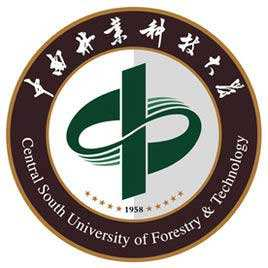 中南林业科技大学
1958
Central South University of Forestry & Technology